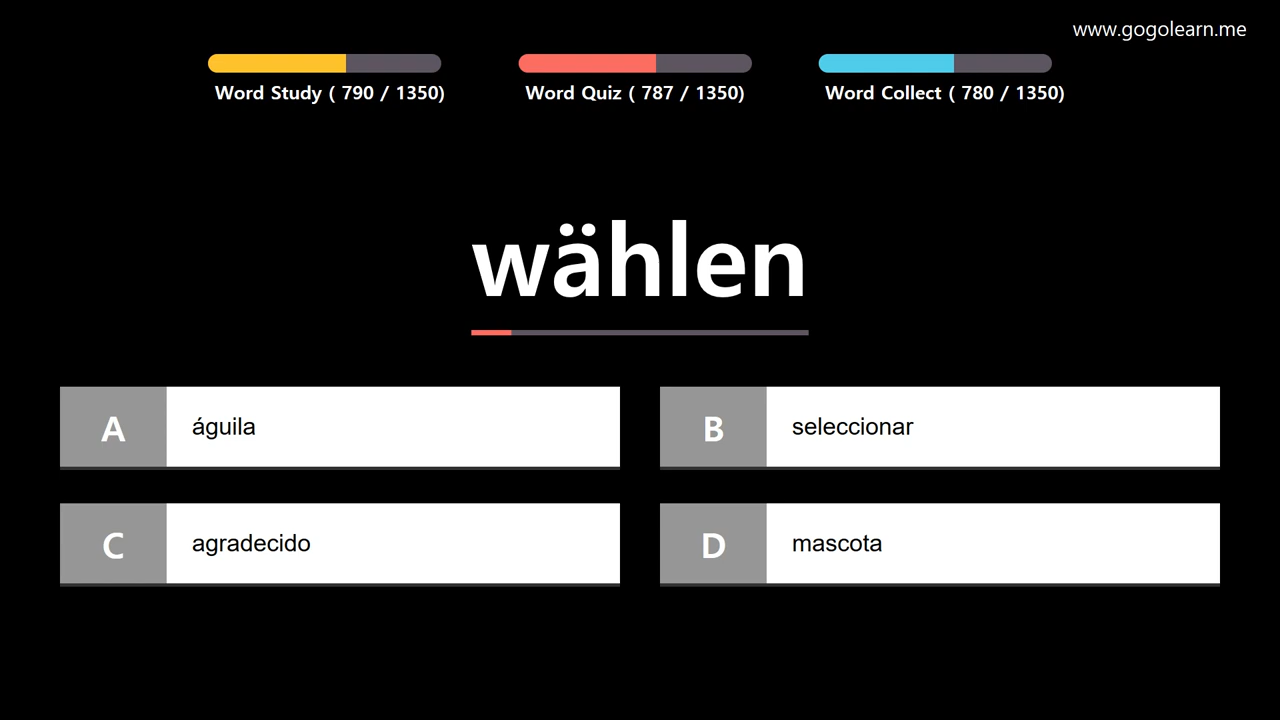 www.gogolearn.me
Word Study ( 790 / 1350)
Word Quiz ( 787 / 1350)
Word Collect ( 780 / 1350)
wählen
A águila
B seleccionar
C agradecido
D mascota